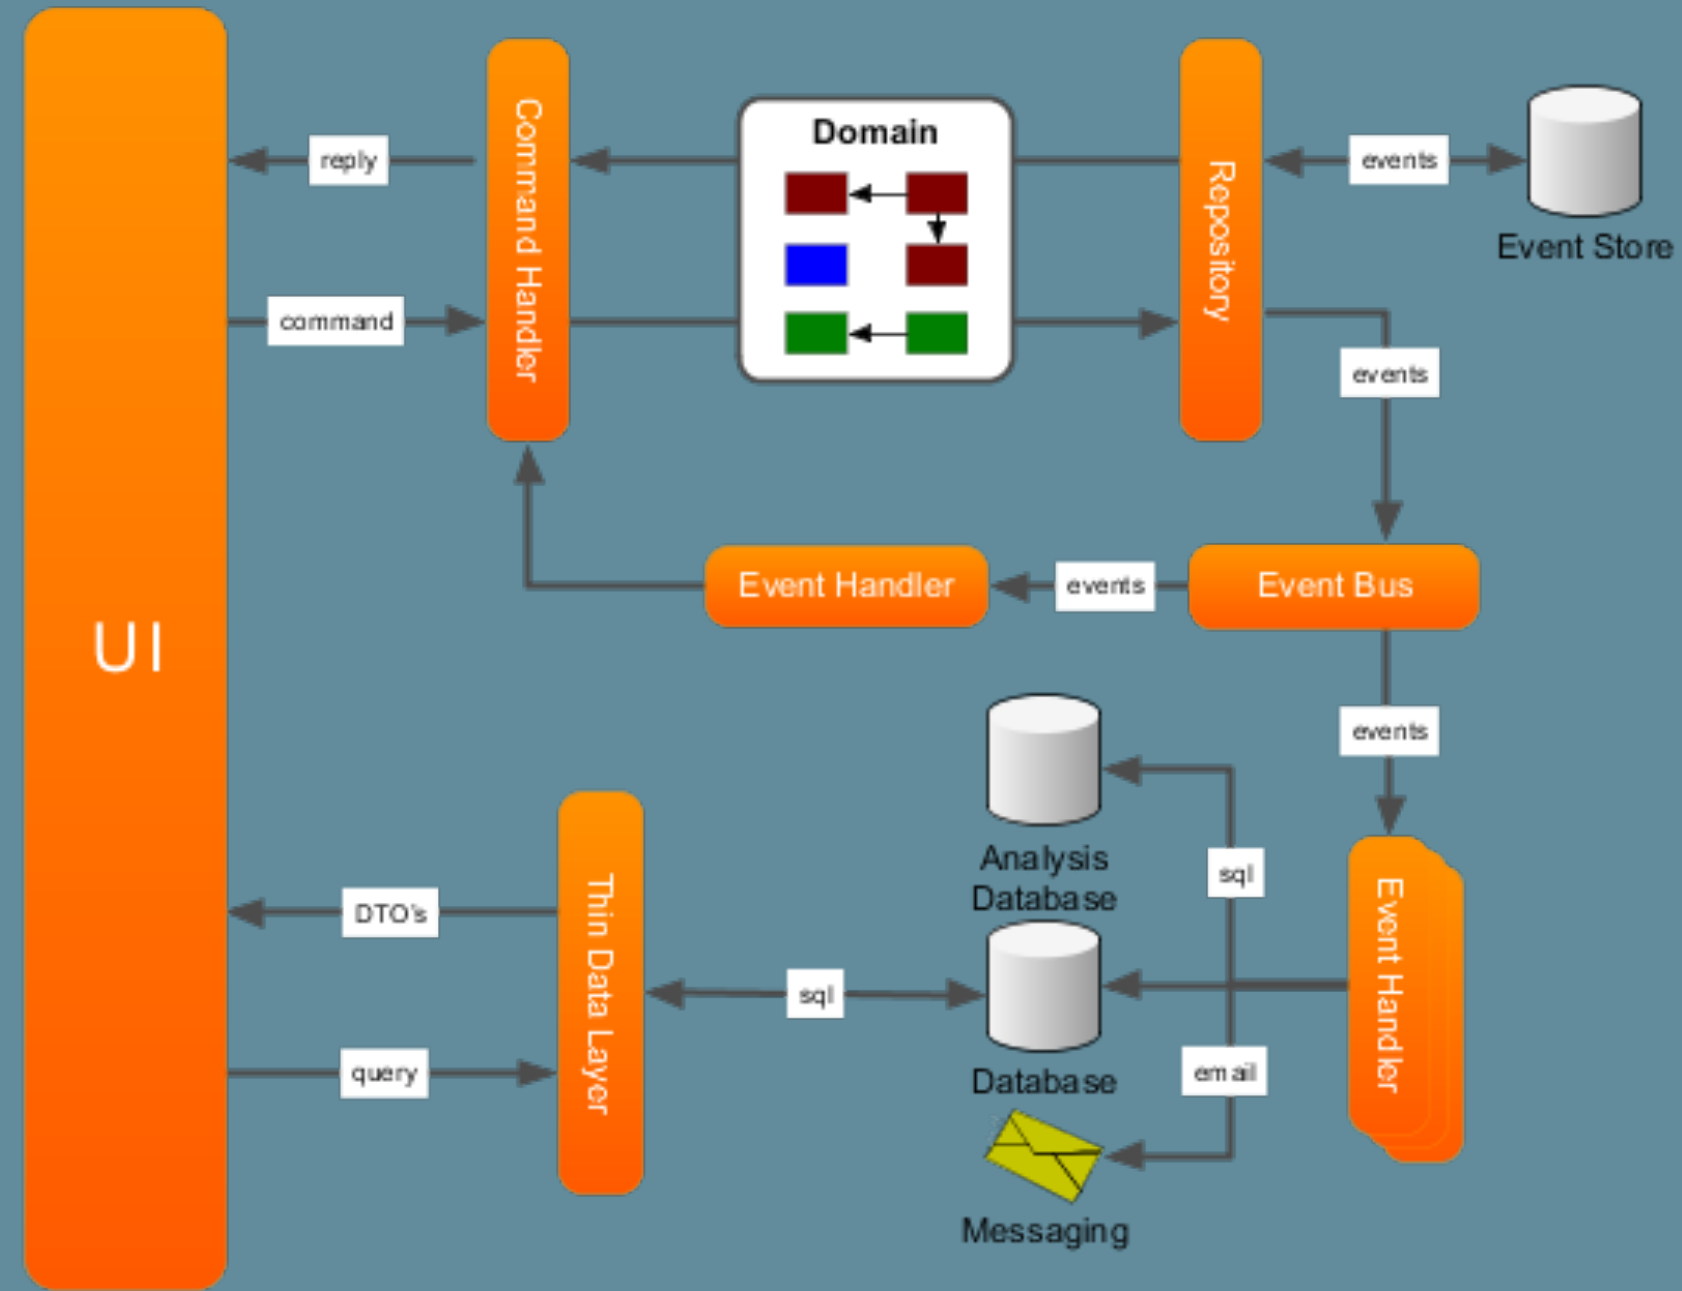 Domain
reply
Command Handler
Repository
events
Event Store
command
events
Event Handler
events
Event Bus
UI
events
Analysis
Database
sql
Thin Data Layer
DTO's
Event Handler
sql
query
Database
email
Messaging